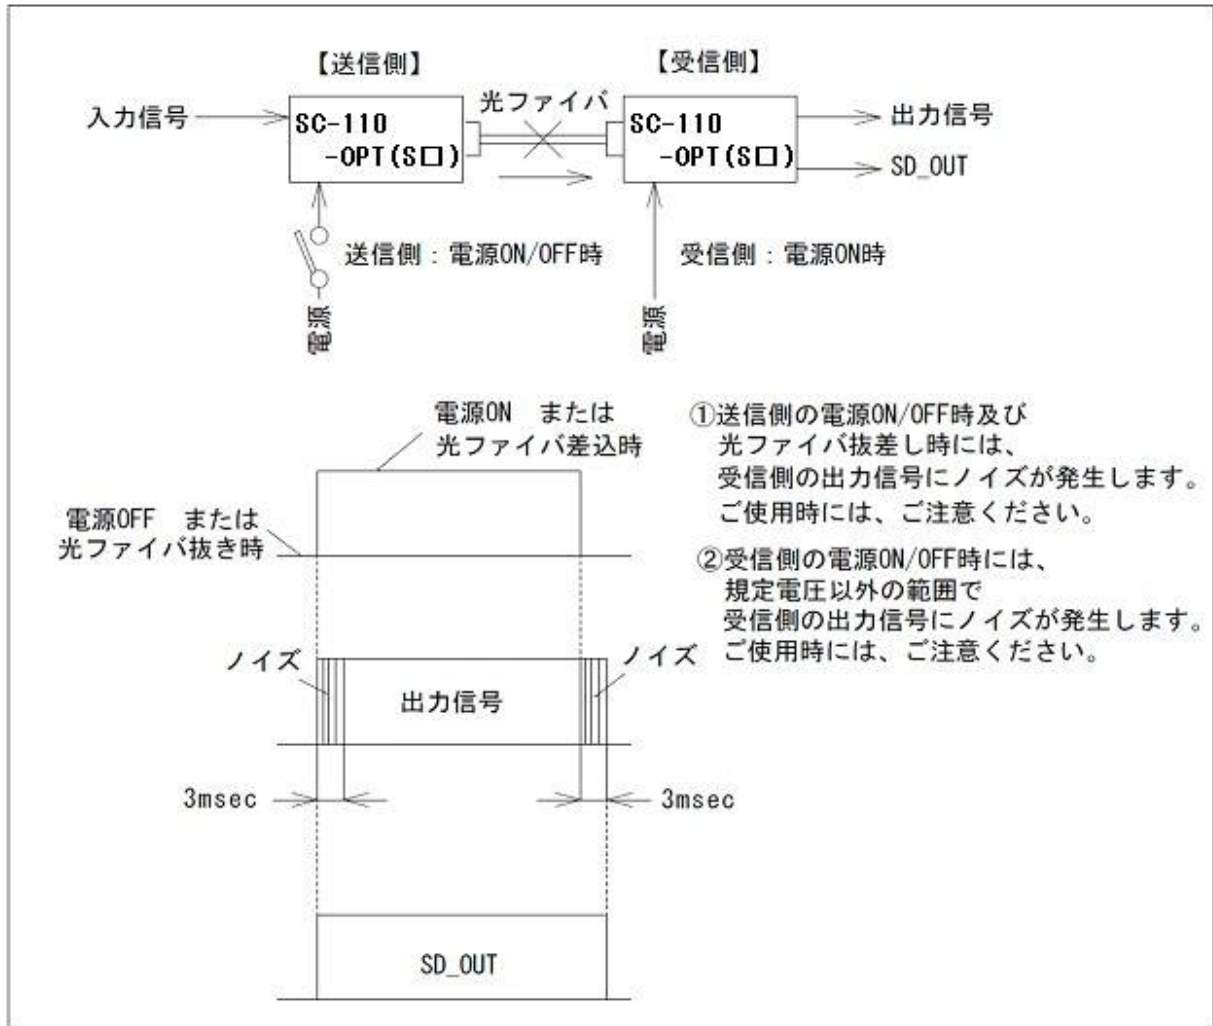 【送信側】
【受信側】
入力信号
SC-110
-OPT(S口)
光ファイバ
SC-110
-OPT(S口)
出力信号
SD_OUT
送信側：電源ON/OFF時
受信側：電源ON時
電源
電源
電源ON　または
光ファイバ差込時
電源OFF　または
光ファイバ抜き時
①送信側の電源ON/OFF時及び
光ファイバ抜差し時には、
受信側の出力信号にノイズが発生します。
ご使用時には、ご注意ください。
②受信側の電源ON/OFF時には、
規定電圧以外の範囲で
受信側の出力信号にノイズが発生します。
ご使用時には、ご注意ください。
ノイズ
出力信号
ノイズ
3msec
3msec
SD_OUT